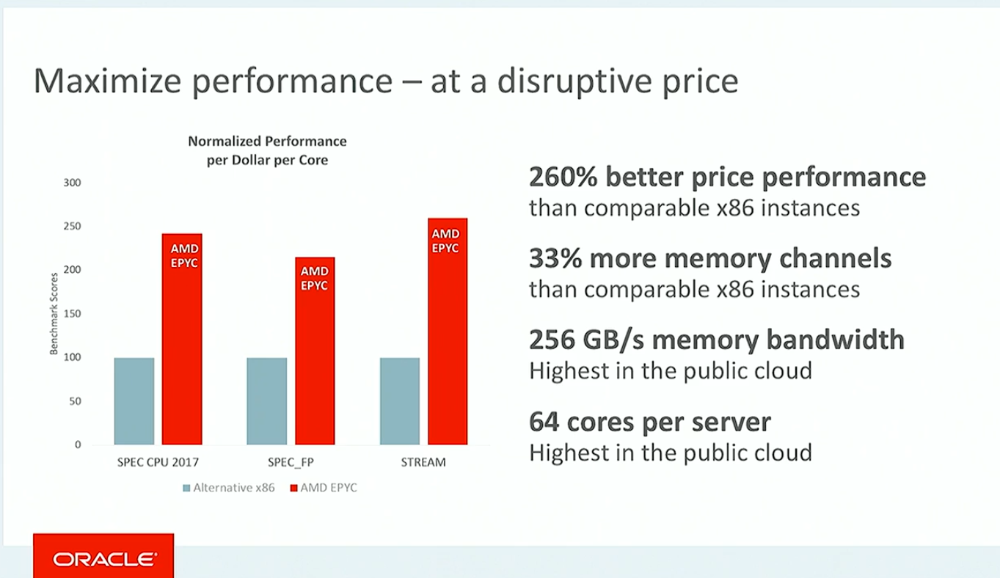 Maximize performance – at a disruptive price
Normalized Performance
per Dollar per Core
Benchmark Scores
300
250
200
150
100
50
0
AMD
EPYC
AMD
EPYC
AMD
EPYC
SPEC CPU 2017
SPEC_FP
STREAM
Alternative x86
AMD EPYC
260% better price performance
than comparable x86 instances
33% more memory channels
than comparable x86 instances
256 GB/s memory bandwidth
Highest in the public cloud
64 cores per server
Highest in the public cloud
ORACLE®